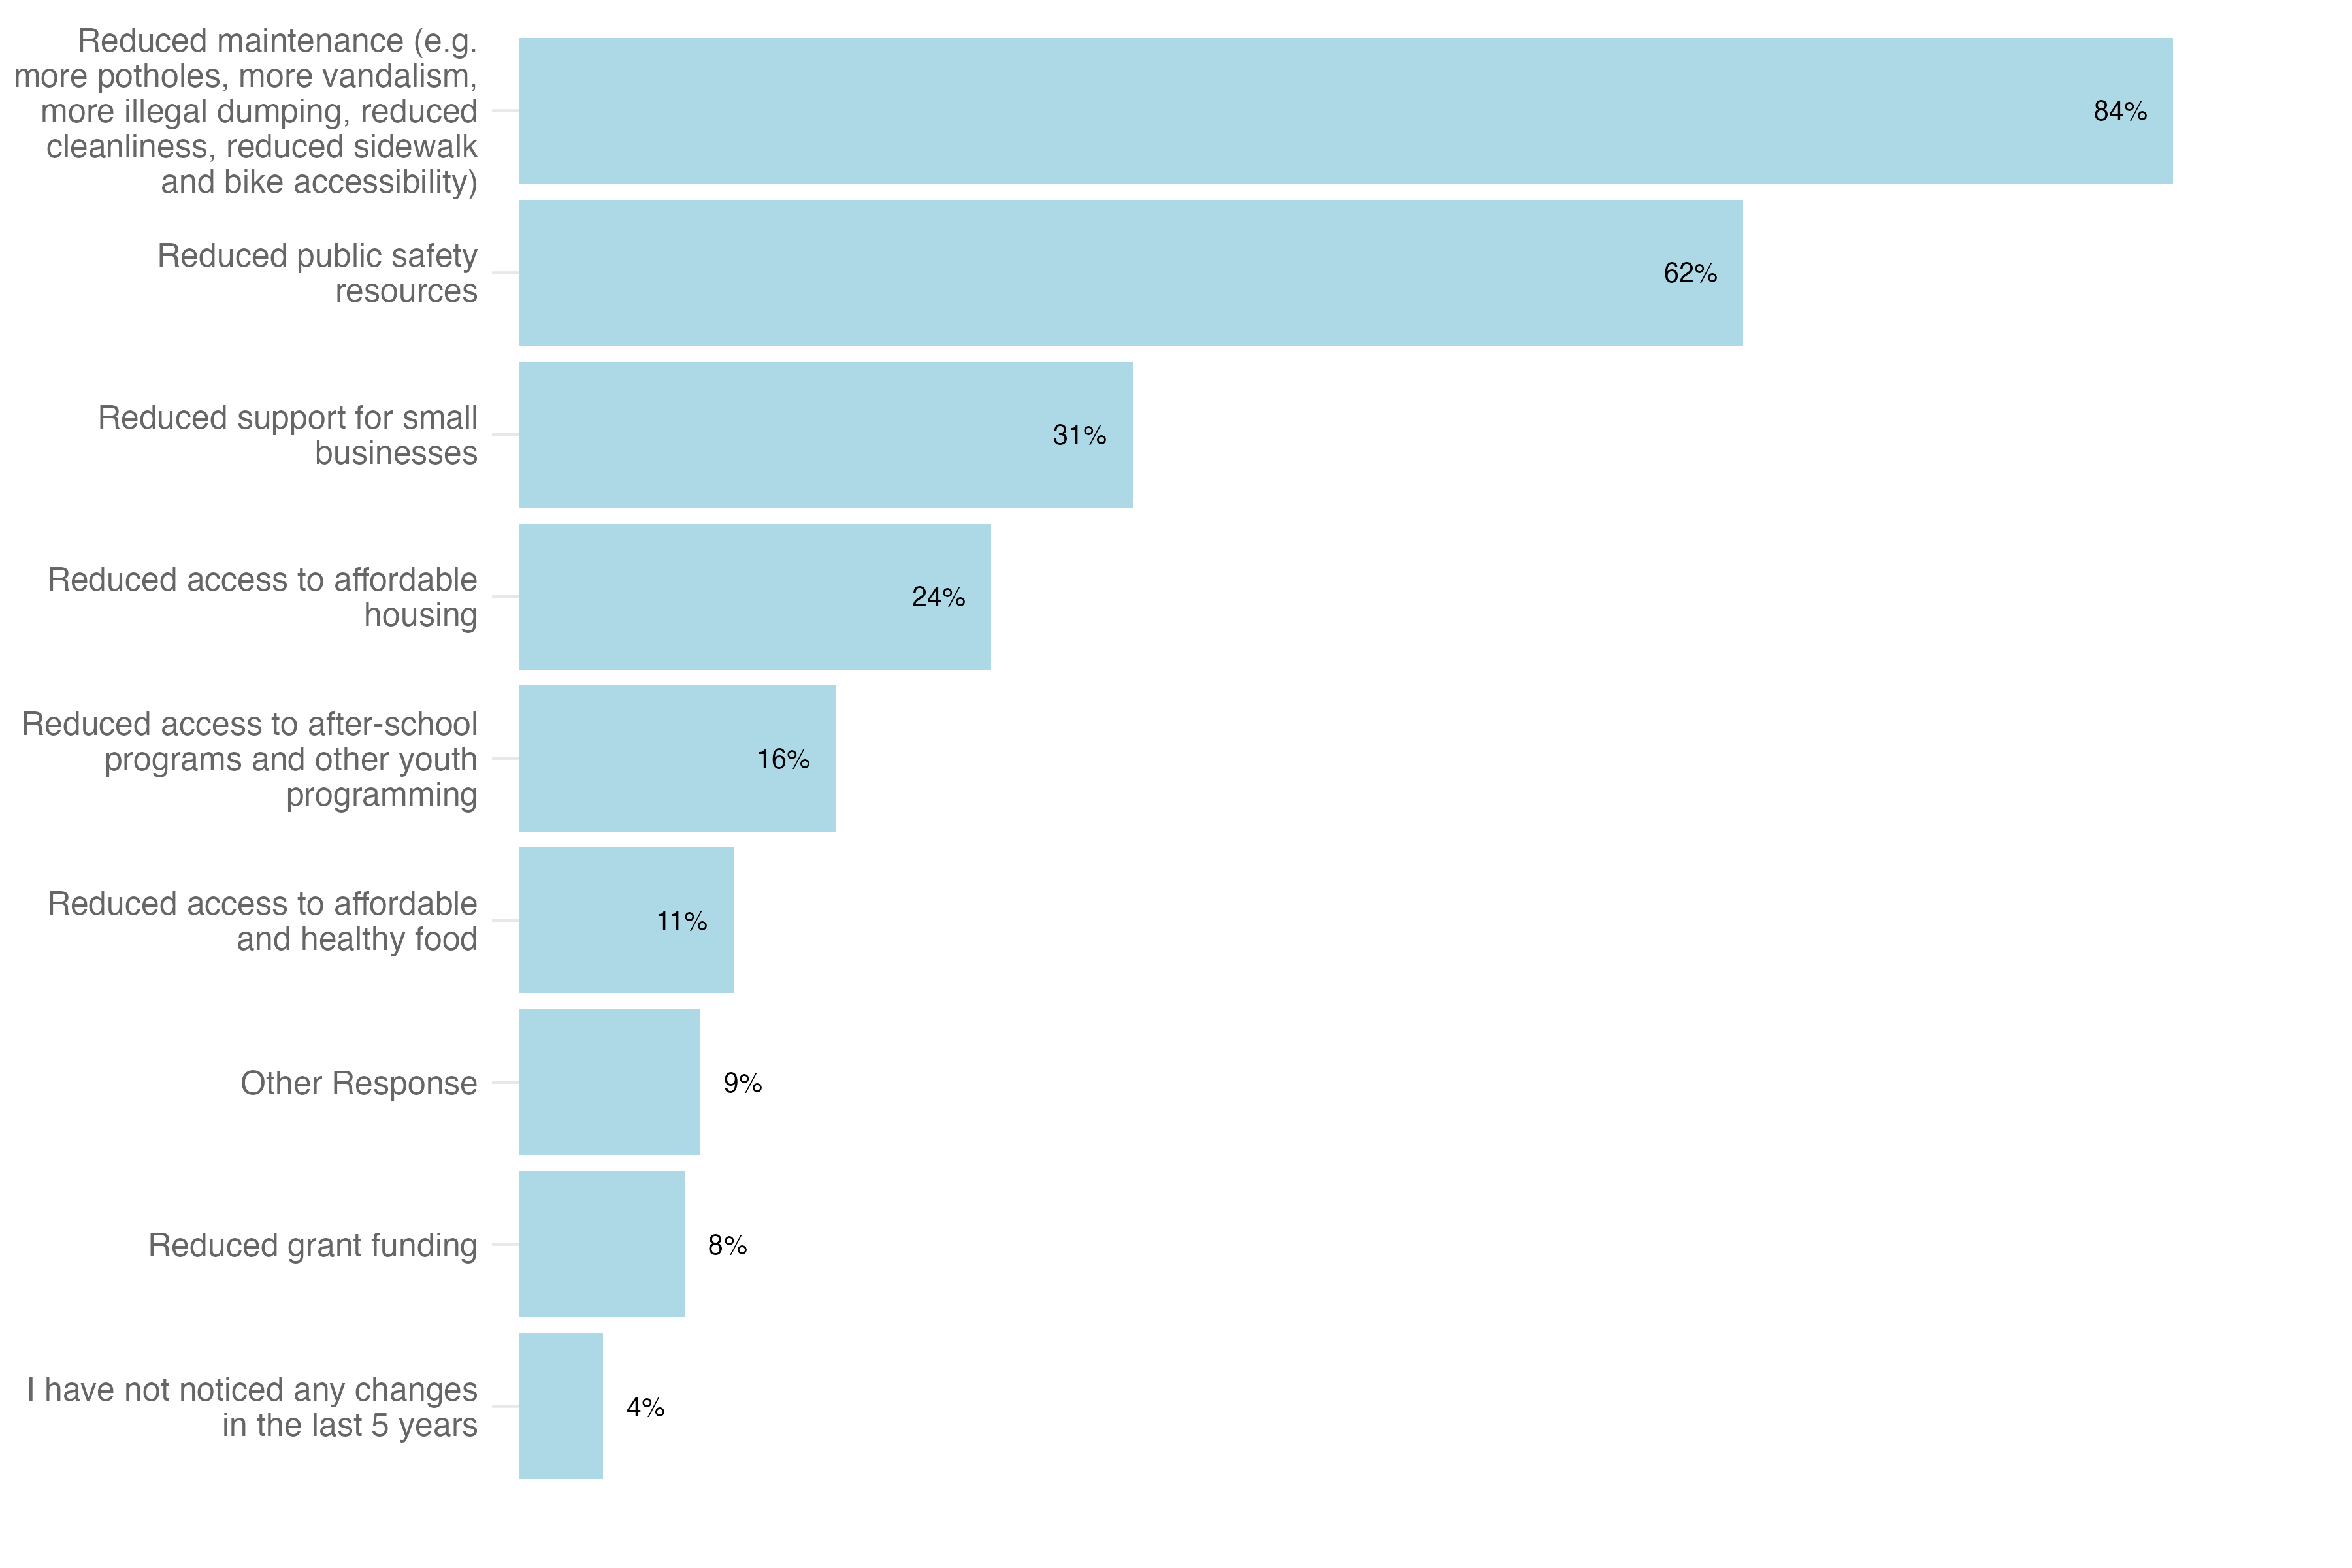 Reduced maintenance (e.g.
more potholes, more vandalism,
more illegal dumping, reduced
cleanliness, reduced sidewalk
and bike accessibility)
84%
Reduced public safety
resources
62%
Reduced support for small
businesses
31%
Reduced access to affordable
housing
24%
Reduced access to after-school
programs and other youth
programming
16%
Reduced access to affordable
and healthy food
11%
Other Response
9%
Reduced grant funding
8%
I have not noticed any changes
in the last 5 years
4%